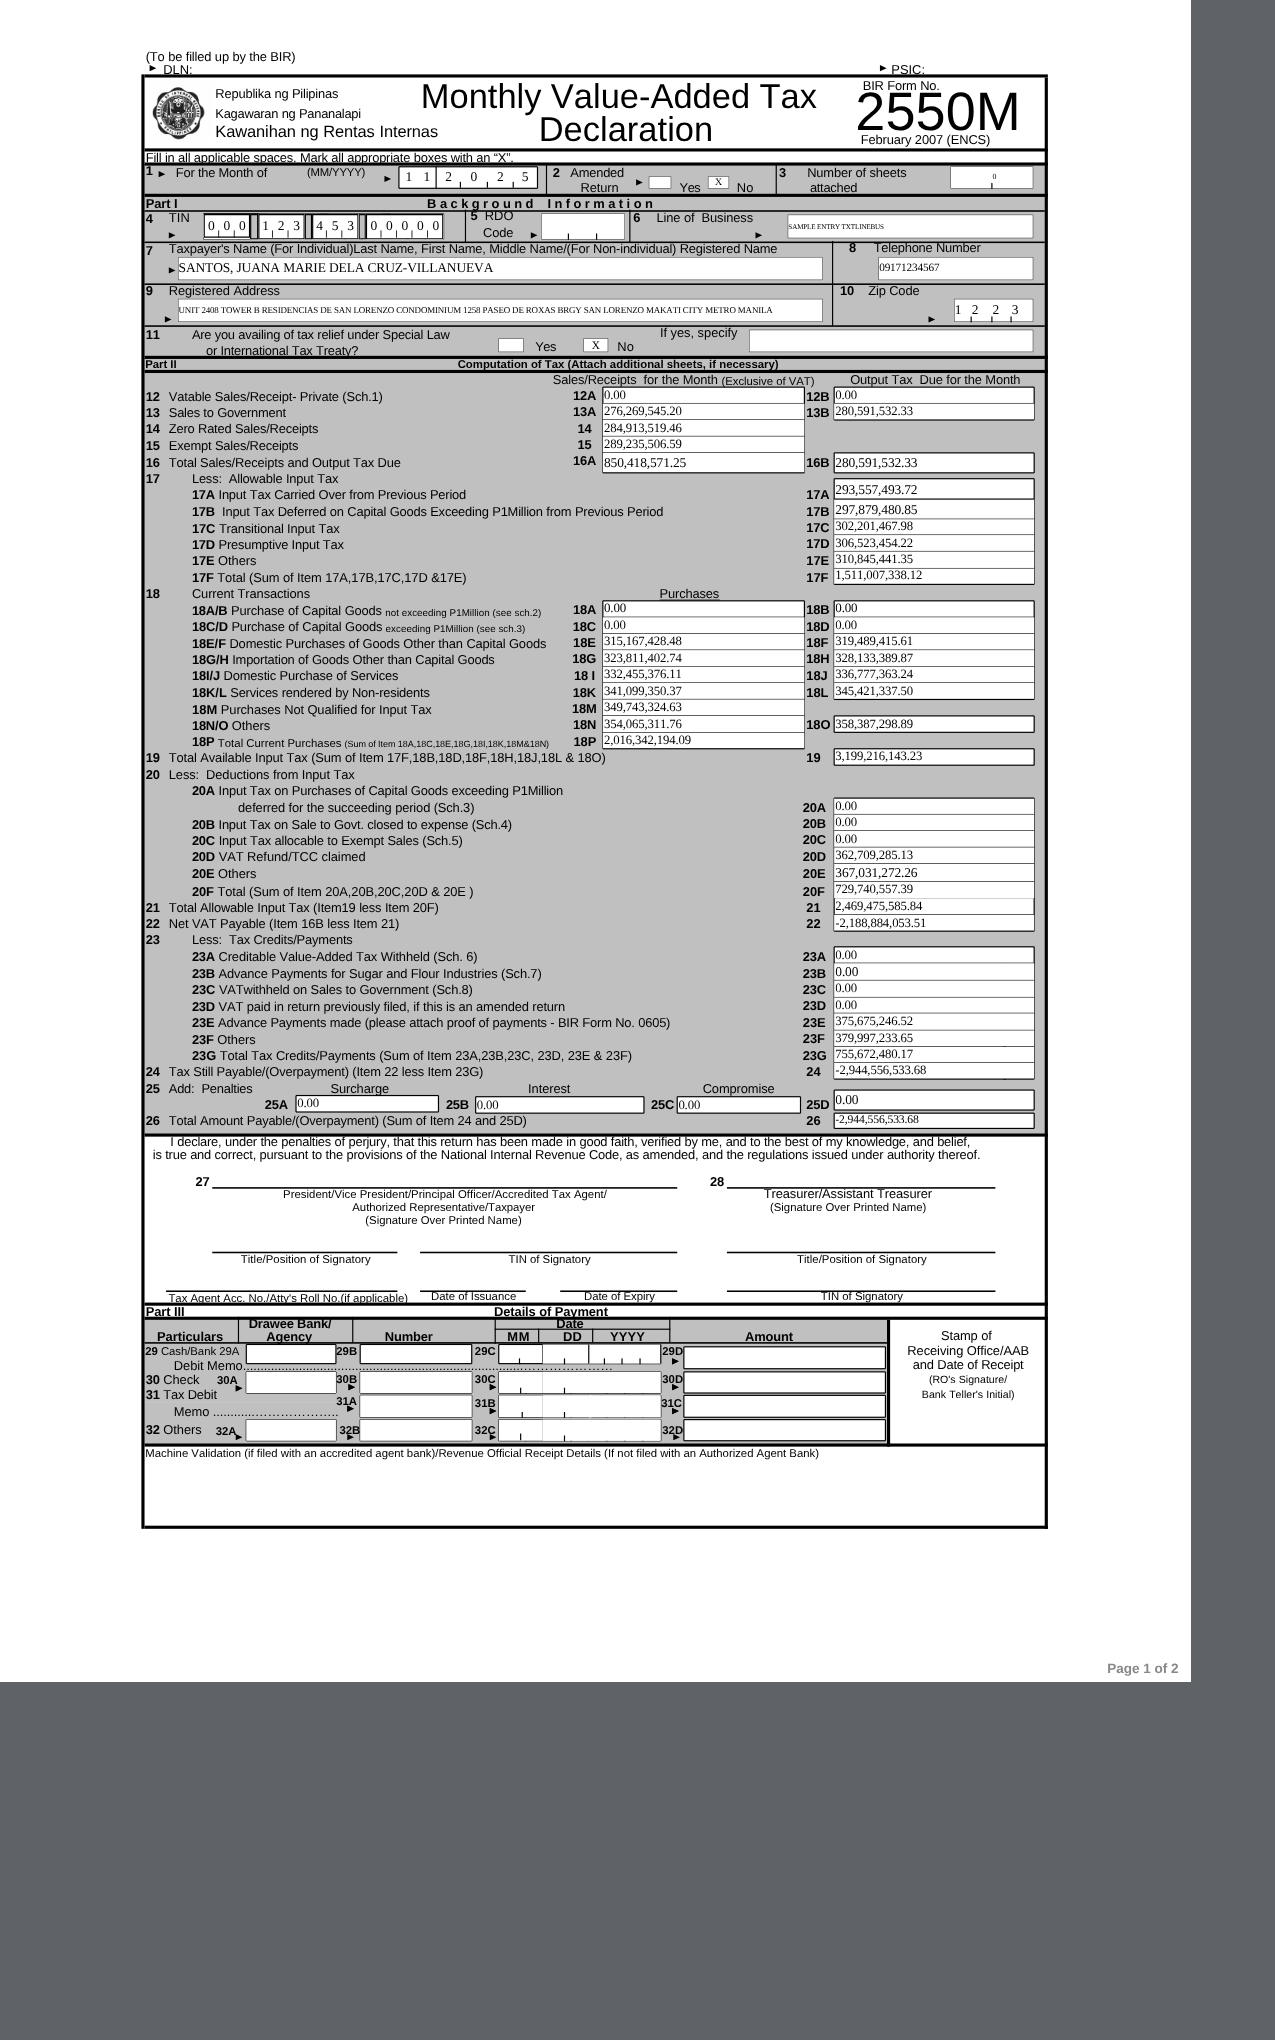 (To be filled up by the BIR)
DLN: PSIC:
Republika ng Pilipinas
Kagawaran ng Pananalapi
Kawanihan ng Rentas Internas
Monthly Value-Added Tax
Declaration
BIR Form No.
2550M
February 2007 (ENCS)
Fill in all applicable spaces. Mark all appropriate boxes with an “X”.
1 For the Month of (MM/YYYY) 1 1 2 0 2 5 2 Amended Return Yes X No 3 Number of sheets attached 0
Part I Background Information
4 TIN 0 0 0 1 2 3 4 5 3 0 0 0 0 0 5 RDO Code 6 Line of Business SAMPLE ENTRY TXTLINEBUS
7 Taxpayer's Name (For Individual)Last Name, First Name, Middle Name/(For Non-individual) Registered Name 8 Telephone Number
SANTOS, JUANA MARIE DELA CRUZ-VILLANUEVA 09171234567
9 Registered Address 10 Zip Code
UNIT 2408 TOWER B RESIDENCIAS DE SAN LORENZO CONDOMINIUM 1258 PASEO DE ROXAS BRGY SAN LORENZO MAKATI CITY METRO MANILA 1 2 2 3
11 Are you availing of tax relief under Special Law If yes, specify
or International Tax Treaty? Yes X No
Part II Computation of Tax (Attach additional sheets, if necessary)
Sales/Receipts for the Month (Exclusive of VAT) Output Tax Due for the Month
12 Vatable Sales/Receipt- Private (Sch.1) 12A 0.00 12B 0.00
13 Sales to Government 13A 276,269,545.20 13B 280,591,532.33
14 Zero Rated Sales/Receipts 14 284,913,519.46
15 Exempt Sales/Receipts 15 289,235,506.59
16 Total Sales/Receipts and Output Tax Due 16A 850,418,571.25 16B 280,591,532.33
17 Less: Allowable Input Tax
17A Input Tax Carried Over from Previous Period 17A 293,557,493.72
17B Input Tax Deferred on Capital Goods Exceeding P1Million from Previous Period 17B 297,879,480.85
17C Transitional Input Tax 17C 302,201,467.98
17D Presumptive Input Tax 17D 306,523,454.22
17E Others 17E 310,845,441.35
17F Total (Sum of Item 17A,17B,17C,17D &17E) 17F 1,511,007,338.12
18 Current Transactions Purchases
18A/B Purchase of Capital Goods not exceeding P1Million (see sch.2) 18A 0.00 18B 0.00
18C/D Purchase of Capital Goods exceeding P1Million (see sch.3) 18C 0.00 18D 0.00
18E/F Domestic Purchases of Goods Other than Capital Goods 18E 315,167,428.48 18F 319,489,415.61
18G/H Importation of Goods Other than Capital Goods 18G 323,811,402.74 18H 328,133,389.87
18I/J Domestic Purchase of Services 18 I 332,455,376.11 18J 336,777,363.24
18K/L Services rendered by Non-residents 18K 341,099,350.37 18L 345,421,337.50
18M Purchases Not Qualified for Input Tax 18M 349,743,324.63
18N/O Others 18N 354,065,311.76 18O 358,387,298.89
18P Total Current Purchases (Sum of Item 18A,18C,18E,18G,18I,18K,18M&18N) 18P 2,016,342,194.09
19 Total Available Input Tax (Sum of Item 17F,18B,18D,18F,18H,18J,18L & 18O) 19 3,199,216,143.23
20 Less: Deductions from Input Tax
20A Input Tax on Purchases of Capital Goods exceeding P1Million
deferred for the succeeding period (Sch.3) 20A 0.00
20B Input Tax on Sale to Govt. closed to expense (Sch.4) 20B 0.00
20C Input Tax allocable to Exempt Sales (Sch.5) 20C 0.00
20D VAT Refund/TCC claimed 20D 362,709,285.13
20E Others 20E 367,031,272.26
20F Total (Sum of Item 20A,20B,20C,20D & 20E ) 20F 729,740,557.39
21 Total Allowable Input Tax (Item19 less Item 20F) 21 2,469,475,585.84
22 Net VAT Payable (Item 16B less Item 21) 22 -2,188,884,053.51
23 Less: Tax Credits/Payments
23A Creditable Value-Added Tax Withheld (Sch. 6) 23A 0.00
23B Advance Payments for Sugar and Flour Industries (Sch.7) 23B 0.00
23C VATwithheld on Sales to Government (Sch.8) 23C 0.00
23D VAT paid in return previously filed, if this is an amended return 23D 0.00
23E Advance Payments made (please attach proof of payments - BIR Form No. 0605) 23E 375,675,246.52
23F Others 23F 379,997,233.65
23G Total Tax Credits/Payments (Sum of Item 23A,23B,23C, 23D, 23E & 23F) 23G 755,672,480.17
24 Tax Still Payable/(Overpayment) (Item 22 less Item 23G) 24 -2,944,556,533.68
25 Add: Penalties Surcharge Interest Compromise
25A 0.00 25B 0.00 25C 0.00 25D 0.00
26 Total Amount Payable/(Overpayment) (Sum of Item 24 and 25D) 26 -2,944,556,533.68
I declare, under the penalties of perjury, that this return has been made in good faith, verified by me, and to the best of my knowledge, and belief,
is true and correct, pursuant to the provisions of the National Internal Revenue Code, as amended, and the regulations issued under authority thereof.
27 28
President/Vice President/Principal Officer/Accredited Tax Agent/ Treasurer/Assistant Treasurer
Authorized Representative/Taxpayer (Signature Over Printed Name)
(Signature Over Printed Name)
Title/Position of Signatory TIN of Signatory Title/Position of Signatory
Tax Agent Acc. No./Atty's Roll No.(if applicable) Date of Issuance Date of Expiry TIN of Signatory
Part III Details of Payment
Particulars Drawee Bank/ Agency Number Date MM DD YYYY Amount
29 Cash/Bank 29A 29B 29C 29D
Debit Memo
30 Check 30A 30B 30C 30D
31 Tax Debit 31A 31B 31C
Memo
32 Others 32A 32B 32C 32D
Stamp of
Receiving Office/AAB
and Date of Receipt
(RO's Signature/
Bank Teller's Initial)
Machine Validation (if filed with an accredited agent bank)/Revenue Official Receipt Details (If not filed with an Authorized Agent Bank)
Page 1 of 2